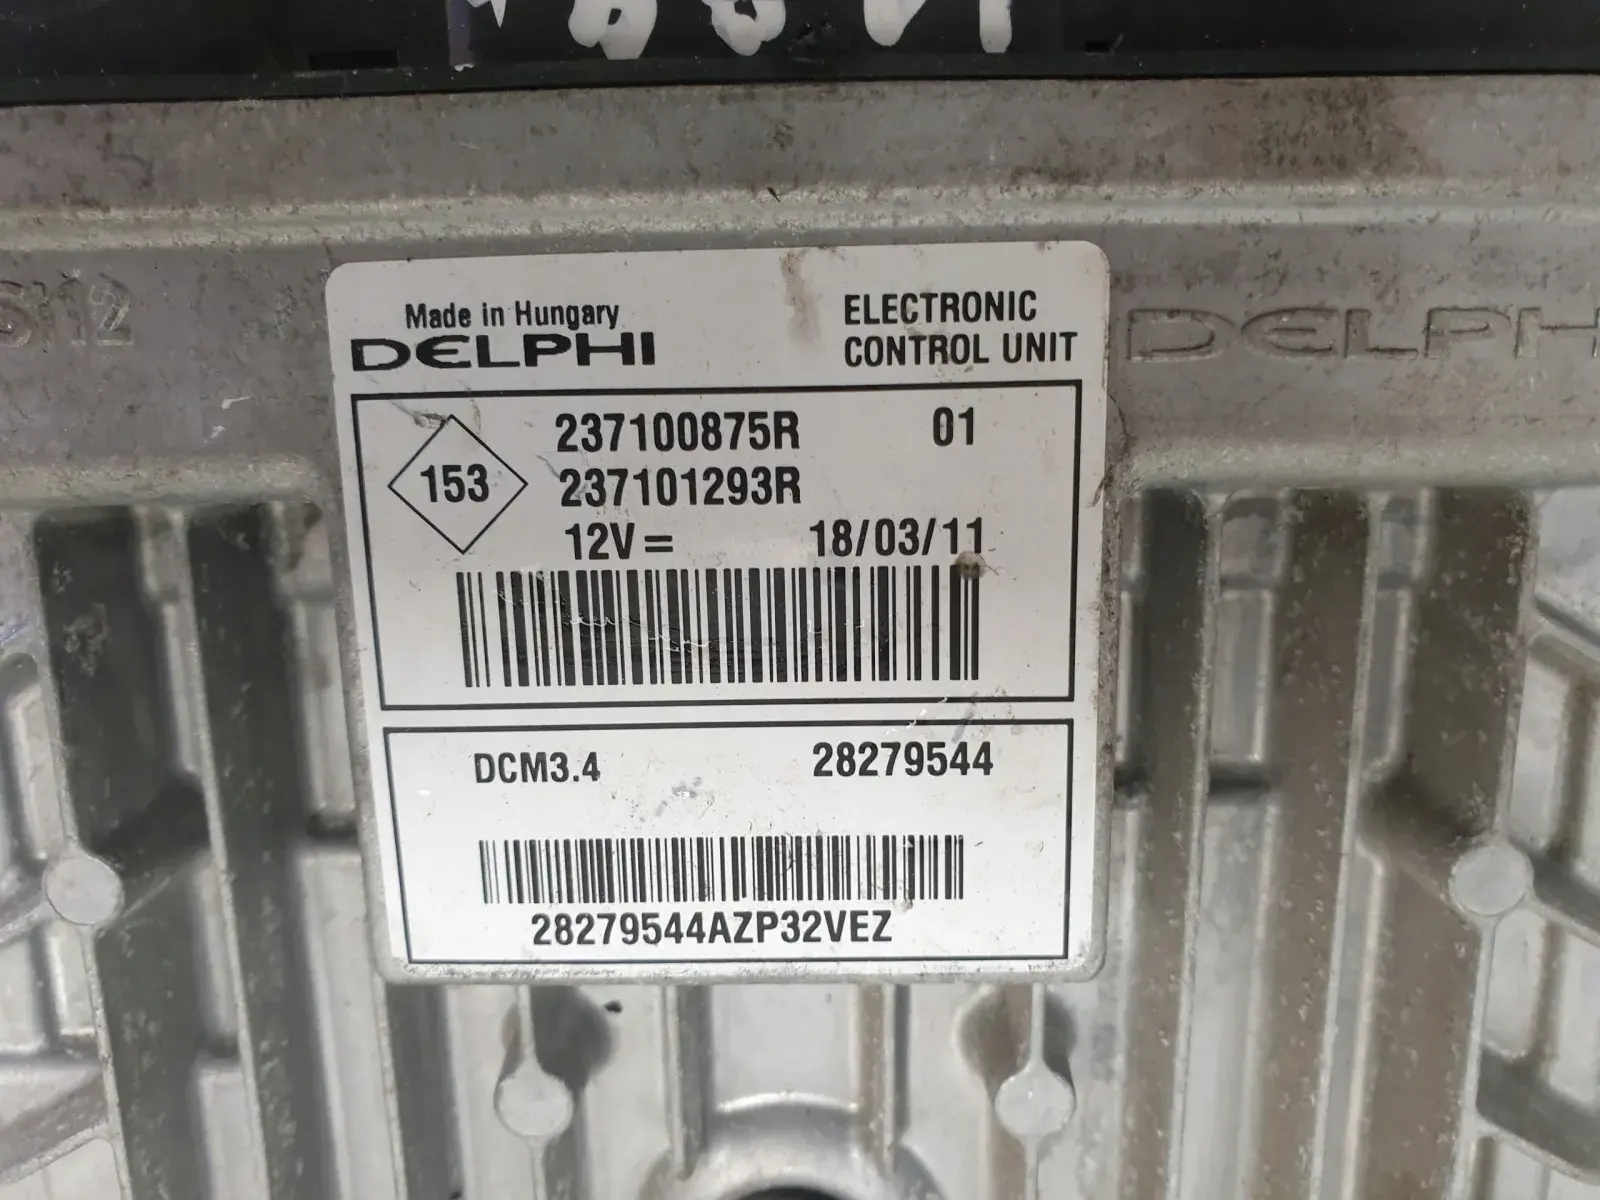 Made in Hungary
DELPHI
ELECTRONIC
CONTROL UNIT
DELPH
153
237100875R 01
237101293R
12V = 18/03/11
DCM3.4 28279544
28279544AZP32VEZ